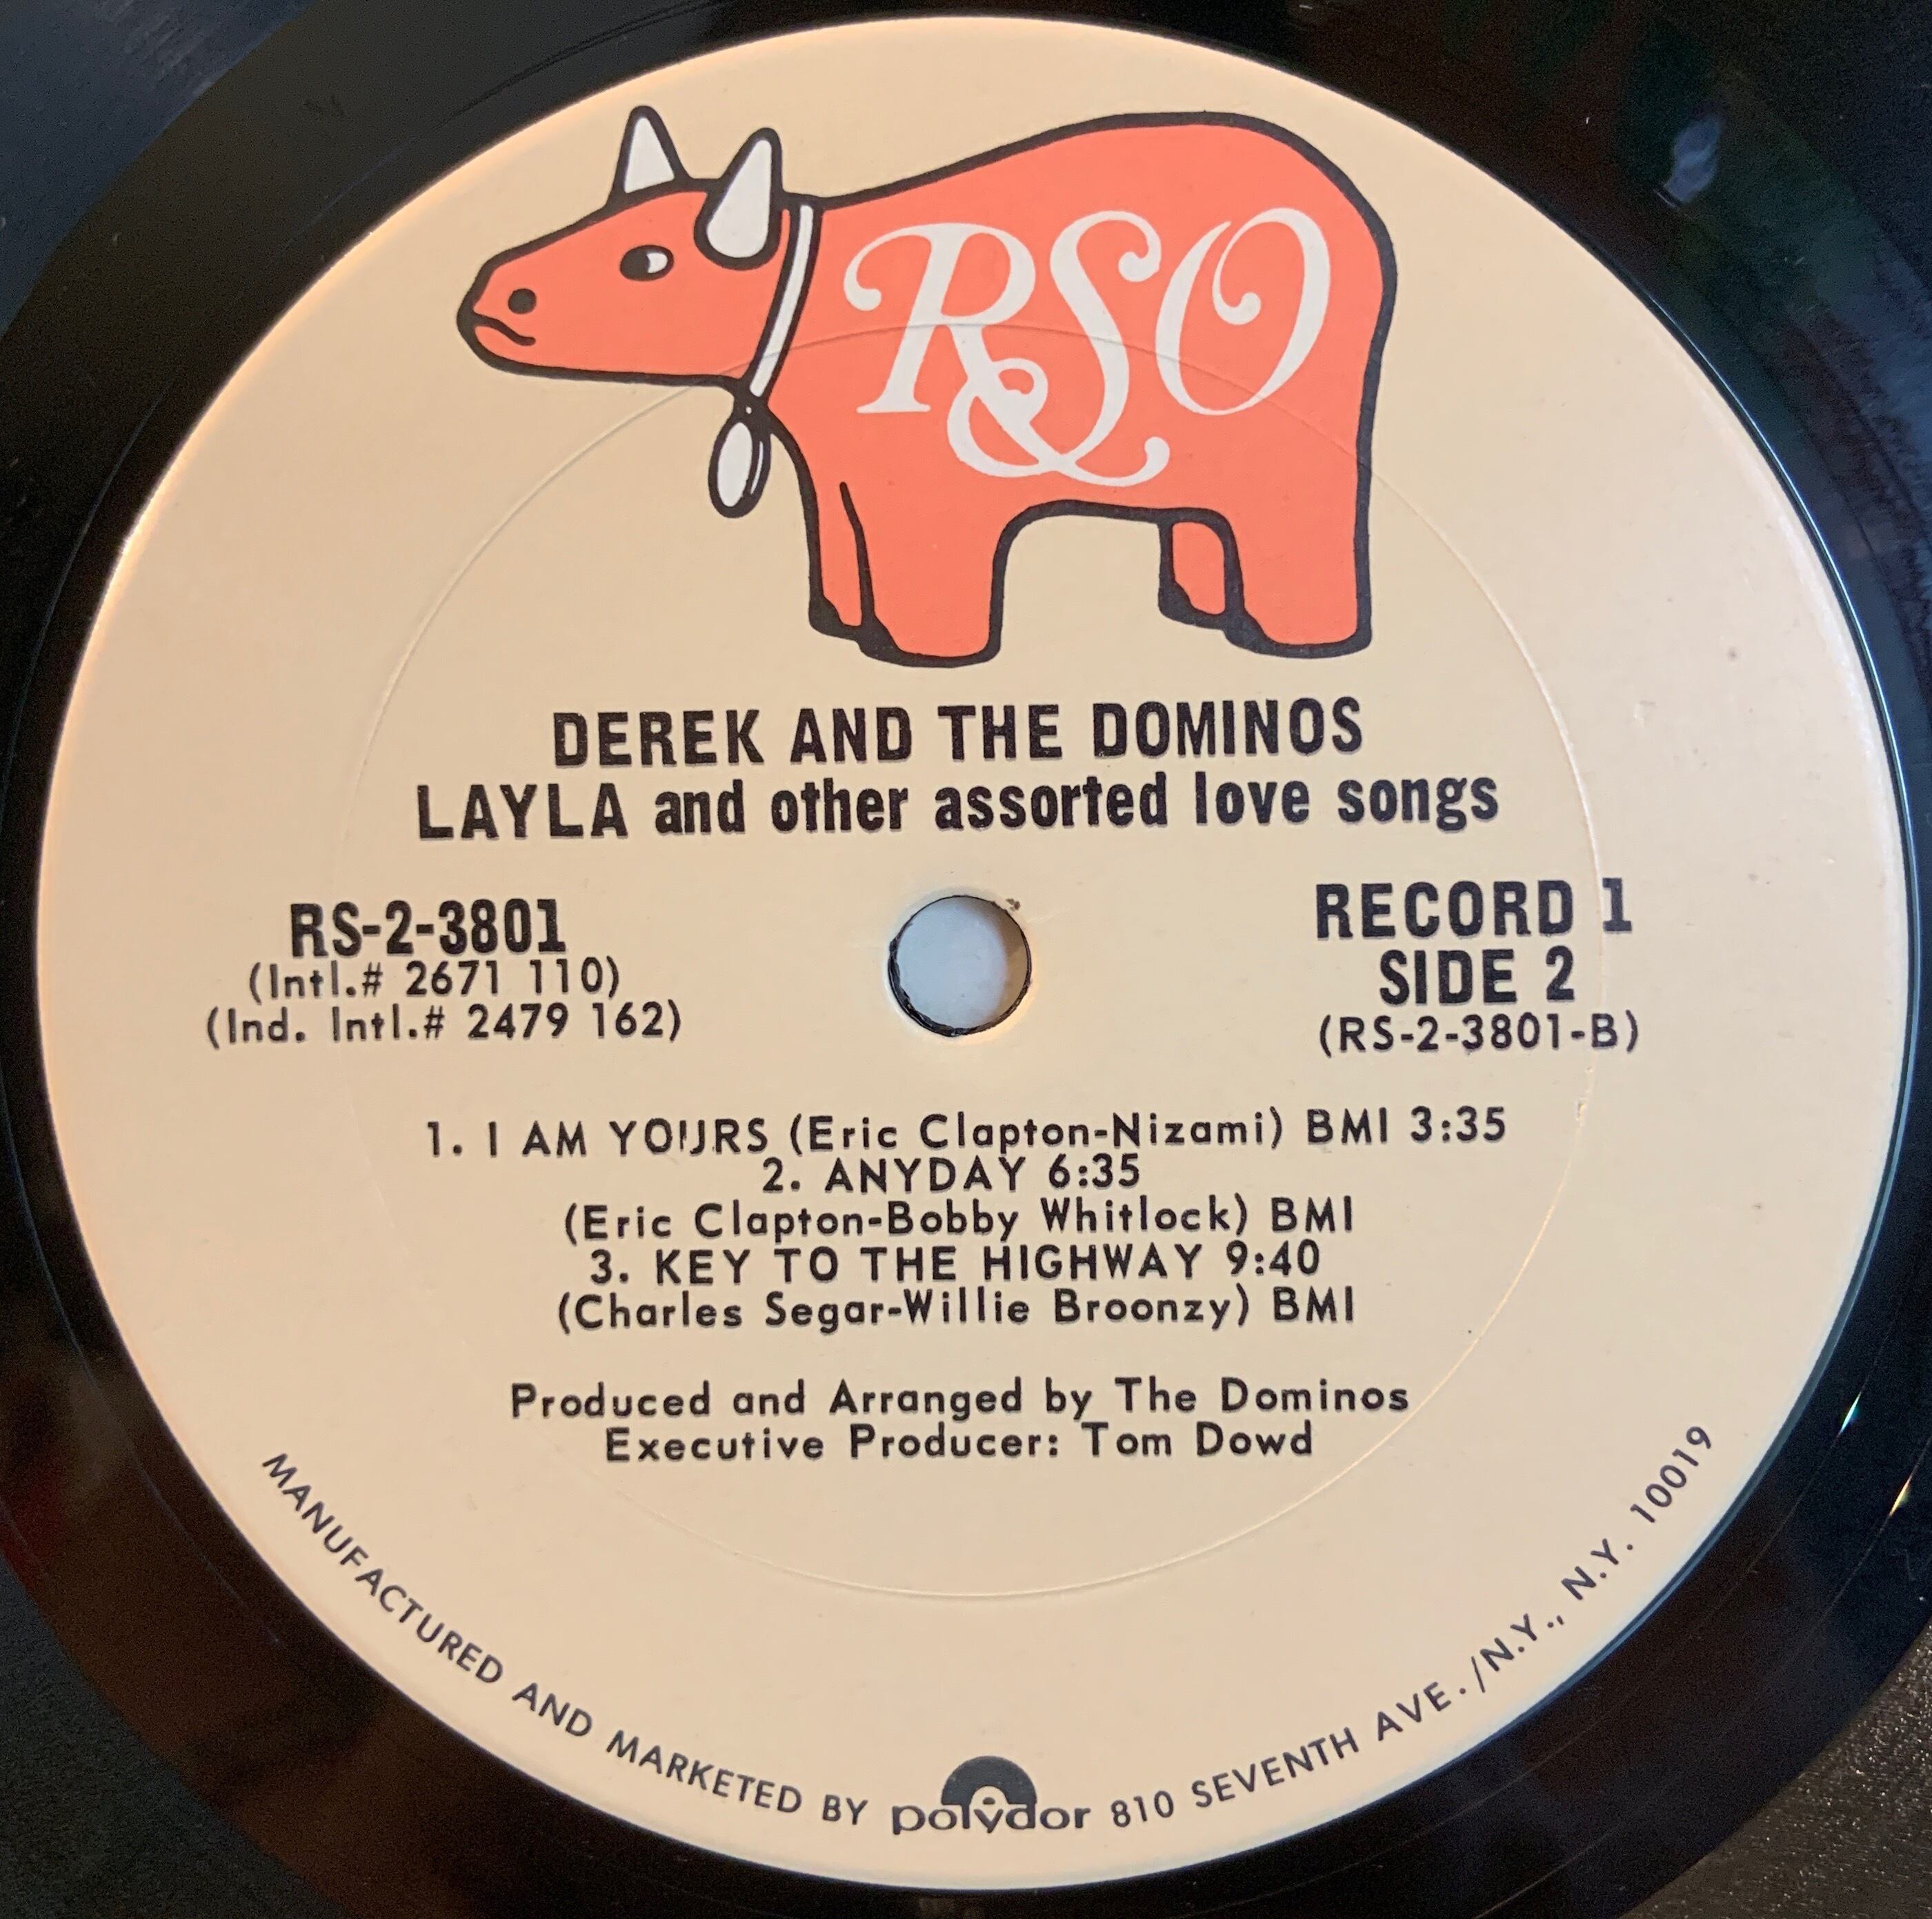 RSO
DEREK AND THE DOMINOS
LAYLA and other assorted love songs
RS-2-3801
(Intl.# 2671 110)
(Ind. Intl.# 2479 162)
RECORD 1
SIDE 2
(RS-2-3801-B)
1. I AM YOURS (Eric Clapton-Nizami) BMI 3:35
2. ANYDAY 6:35
(Eric Clapton-Bobby Whitlock) BMI
3. KEY TO THE HIGHWAY 9:40
(Charles Segar-Willie Broonzy) BMI
Produced and Arranged by The Dominos
Executive Producer: Tom Dowd
MANUFACTURED AND MARKETED BY polydor 810 SEVENTH AVE./N.Y., N.Y. 10019